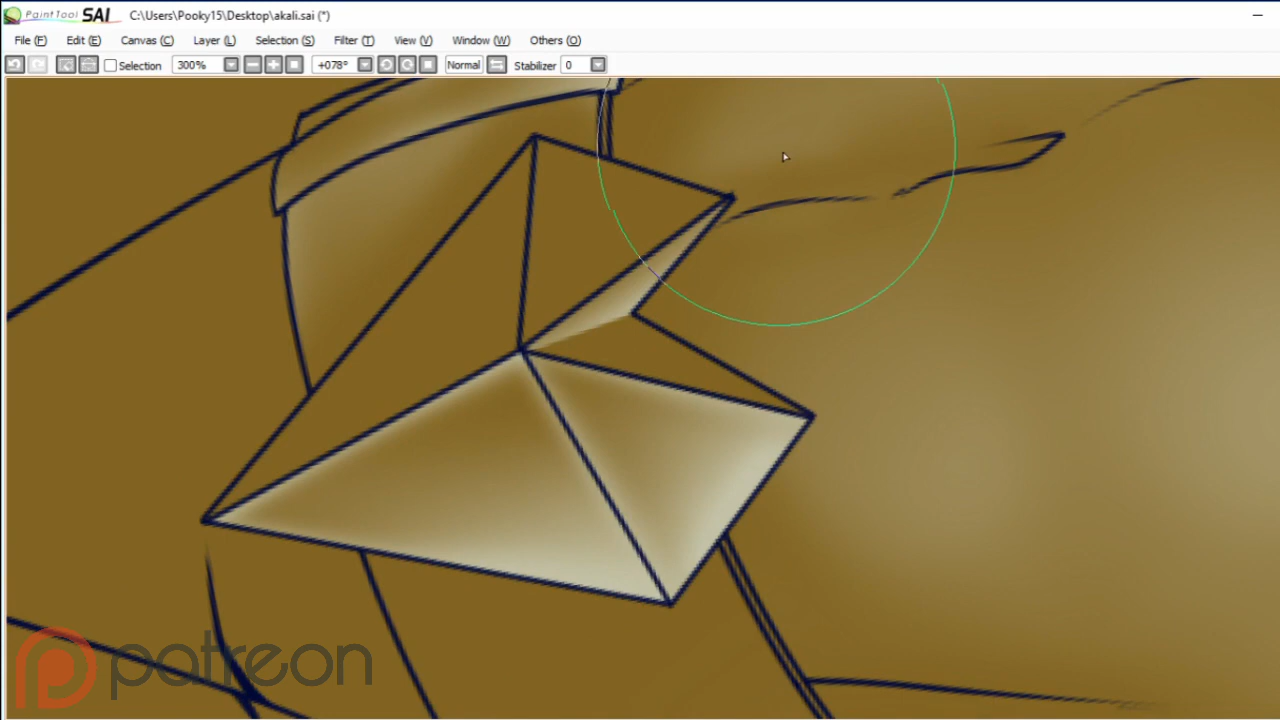 PaintTool SAI C:\Users\Pooky15\Desktop\akali.sai (*)
File (F) Edit (E) Canvas (C) Layer (L) Selection (S) Filter (T) View (V) Window (W) Others (O)
Selection 300% +078° Normal Stabilizer 0
patreon